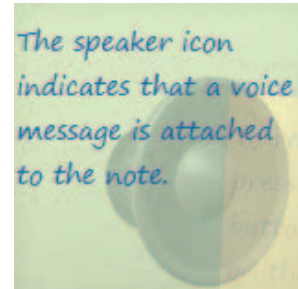 The speaker icon
indicates that a voice
message is attached
to the note.